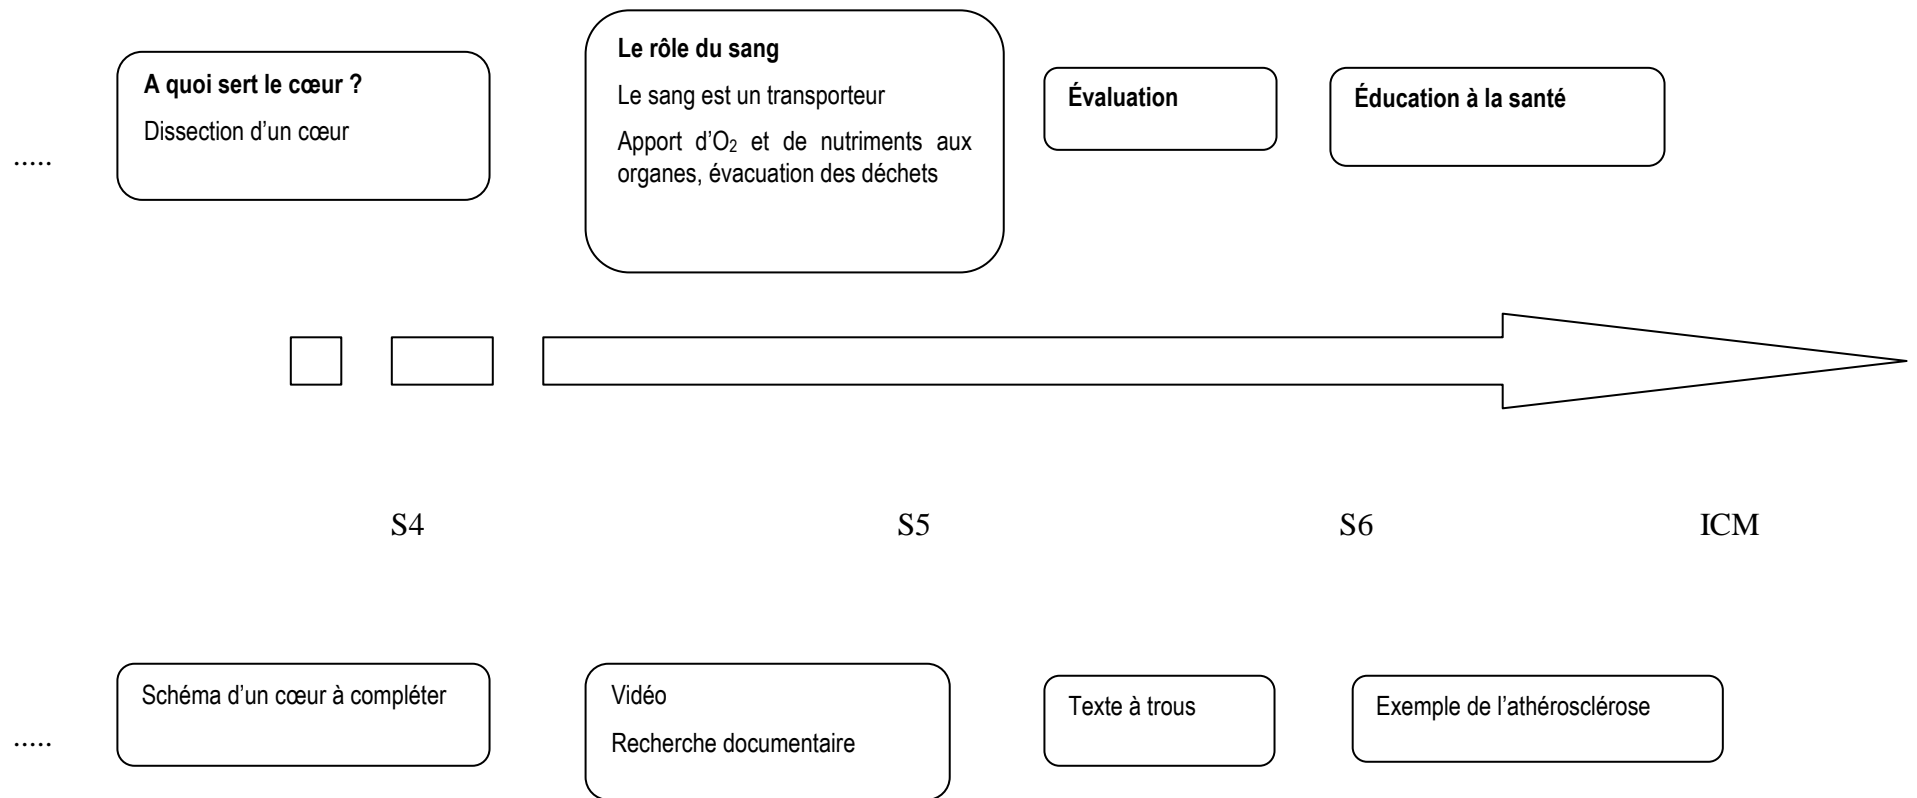 A quoi sert le cœur ?
Dissection d’un cœur
Le rôle du sang
Le sang est un transporteur
Apport d’O₂ et de nutriments aux
organes, évacuation des déchets
Évaluation
Éducation à la santé
.....
S4
S5
S6
ICM
Schéma d’un cœur à compléter
Vidéo
Recherche documentaire
Texte à trous
Exemple de l’athérosclérose
.....